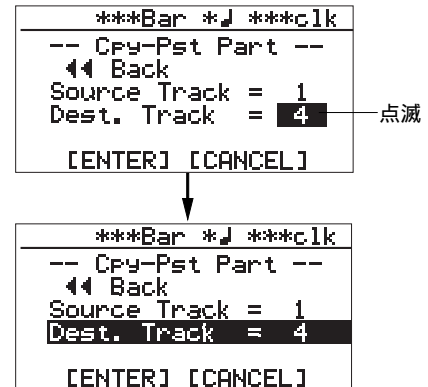 ***Bar *♩ ***clk
-- Cpy-Pst Part --
◀◀ Back
Source Track = 1
Dest. Track = 4
点滅
[ENTER] [CANCEL]
***Bar *♩ ***clk
-- Cpy-Pst Part --
◀◀ Back
Source Track = 1
Dest. Track = 4
[ENTER] [CANCEL]